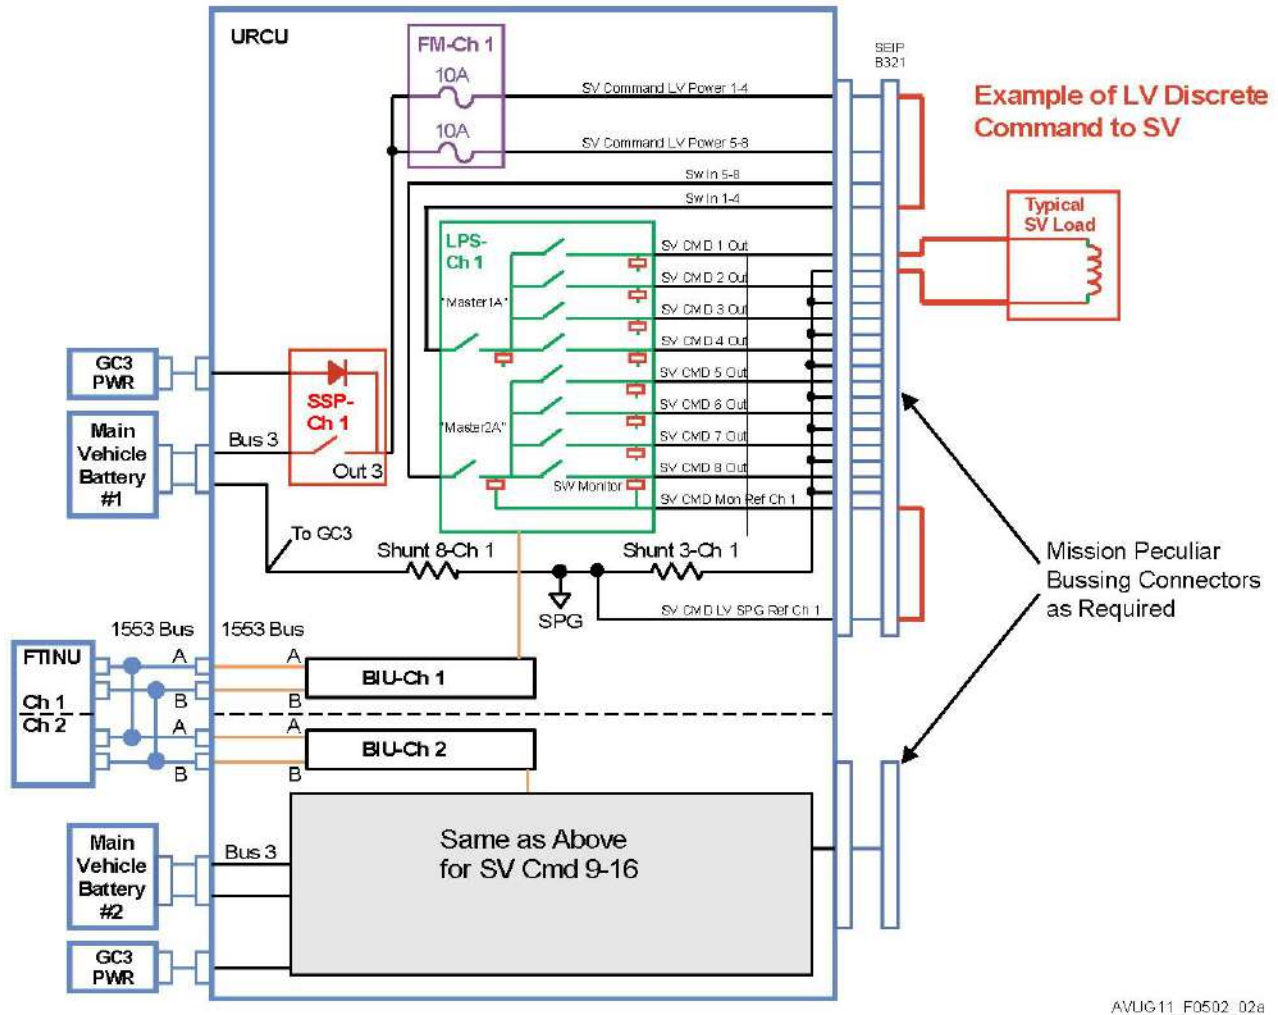 URCU
FM-Ch 1
10A
10A
SV Command LV Power 1-4
SV Command LV Power 5-8
Sw In 5-8
Sw In 1-4
SEIP
B321
Example of LV Discrete
Command to SV
Typical
SV Load
LPS-
Ch 1
"Master1A"
"Master2A"
SW Monitor
SV CMD 1 Out
SV CMD 2 Out
SV CMD 3 Out
SV CMD 4 Out
SV CMD 5 Out
SV CMD 6 Out
SV CMD 7 Out
SV CMD 8 Out
SV CMD Mon Ref Ch 1
GC3
PWR
Main
Vehicle
Battery
#1
Bus 3
SSP-
Ch 1
Out 3
To GC3
Shunt 8-Ch 1
Shunt 3-Ch 1
SPG
SV CMD LV SPG Ref Ch 1
Mission Peculiar
Bussing Connectors
as Required
1553 Bus
1553 Bus
FTINU
Ch 1
Ch 2
A
A
B
B
A
A
B
B
BIU-Ch 1
BIU-Ch 2
Main
Vehicle
Battery
#2
Bus 3
Same as Above
for SV Cmd 9-16
GC3
PWR
AVUG11_F0502_02a